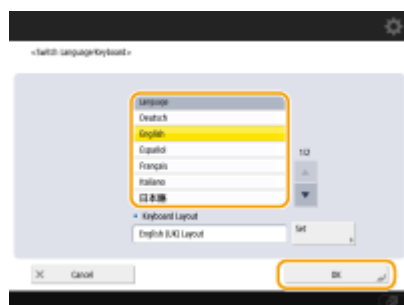 <Switch Language/Keyboard>
Language
Deutsch
English
Español
Français
Italiano
日本語
1/2
Keyboard Layout
English (UK) Layout
Set
Cancel
OK